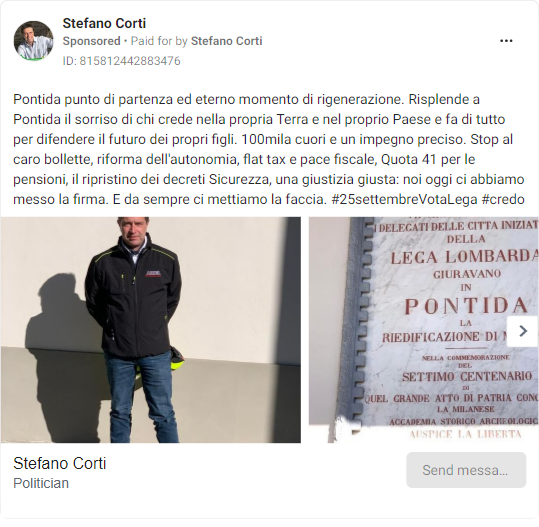 Stefano Corti
Sponsored • Paid for by Stefano Corti
ID: 815812442883476
Pontida punto di partenza ed eterno momento di rigenerazione. Risplende a
Pontida il sorriso di chi crede nella propria Terra e nel proprio Paese e fa di tutto
per difendere il futuro dei propri figli. 100mila cuori e un impegno preciso. Stop al
caro bollette, riforma dell'autonomia, flat tax e pace fiscale, Quota 41 per le
pensioni, il ripristino dei decreti Sicurezza, una giustizia giusta: noi oggi ci abbiamo
messo la firma. E da sempre ci mettiamo la faccia. #25settembreVotaLega #credo
DELEGATI DELLE CITTA INIZIAT
DELLA
LEGA LOMBARDA
GIURAVANO
IN
PONTIDA
LA
RIEDIFICAZIONE DI
NELLA COMMEMORAZIONE
DEL
SETTIMO CENTENARIO
DI
QUEL GRANDE ATTO DI PATRIA CONC
LA MILANESE
ACCADEMIA STORICO ARCHEOLOGIC
AUSPICE LA LIBERTA
Stefano Corti
Politician
Send messa...